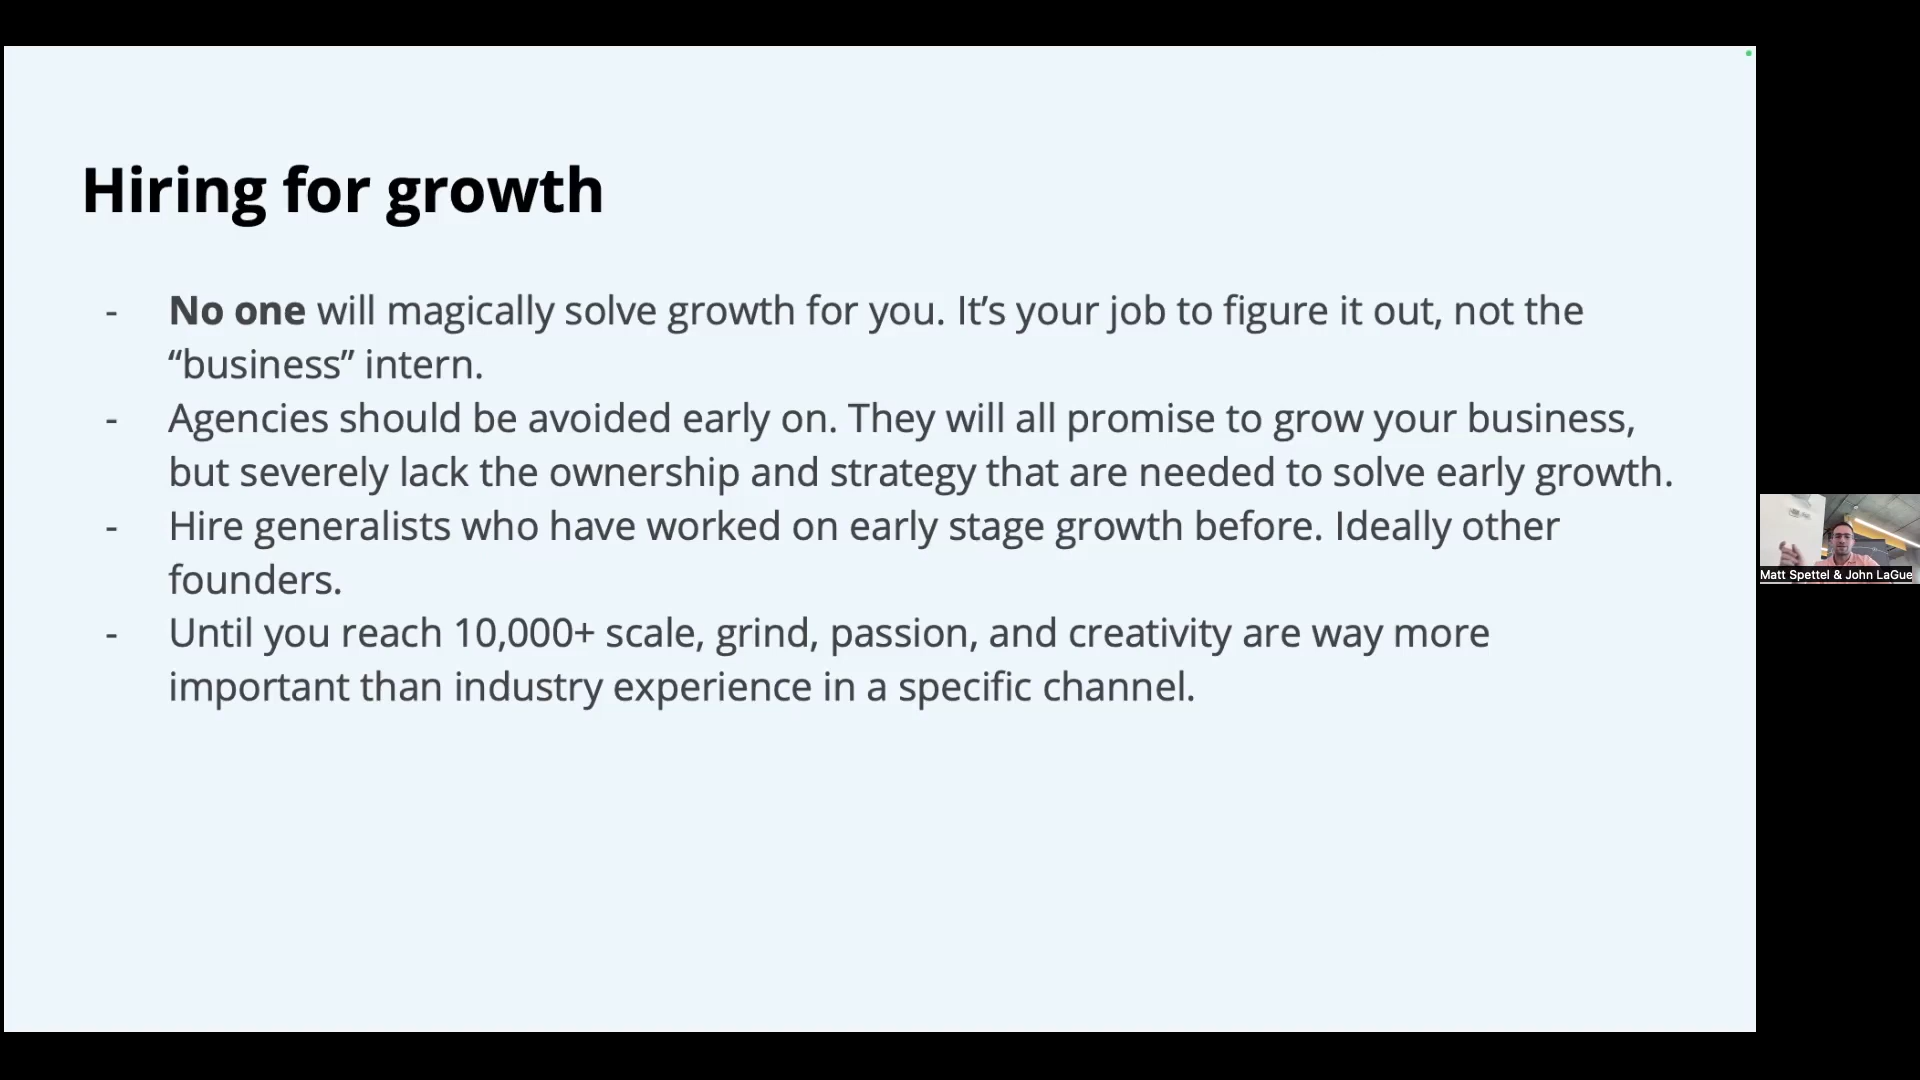 Hiring for growth
- No one will magically solve growth for you. It’s your job to figure it out, not the
“business” intern.
- Agencies should be avoided early on. They will all promise to grow your business,
but severely lack the ownership and strategy that are needed to solve early growth.
- Hire generalists who have worked on early stage growth before. Ideally other
founders.
- Until you reach 10,000+ scale, grind, passion, and creativity are way more
important than industry experience in a specific channel.
Matt Spettel & John LaGue